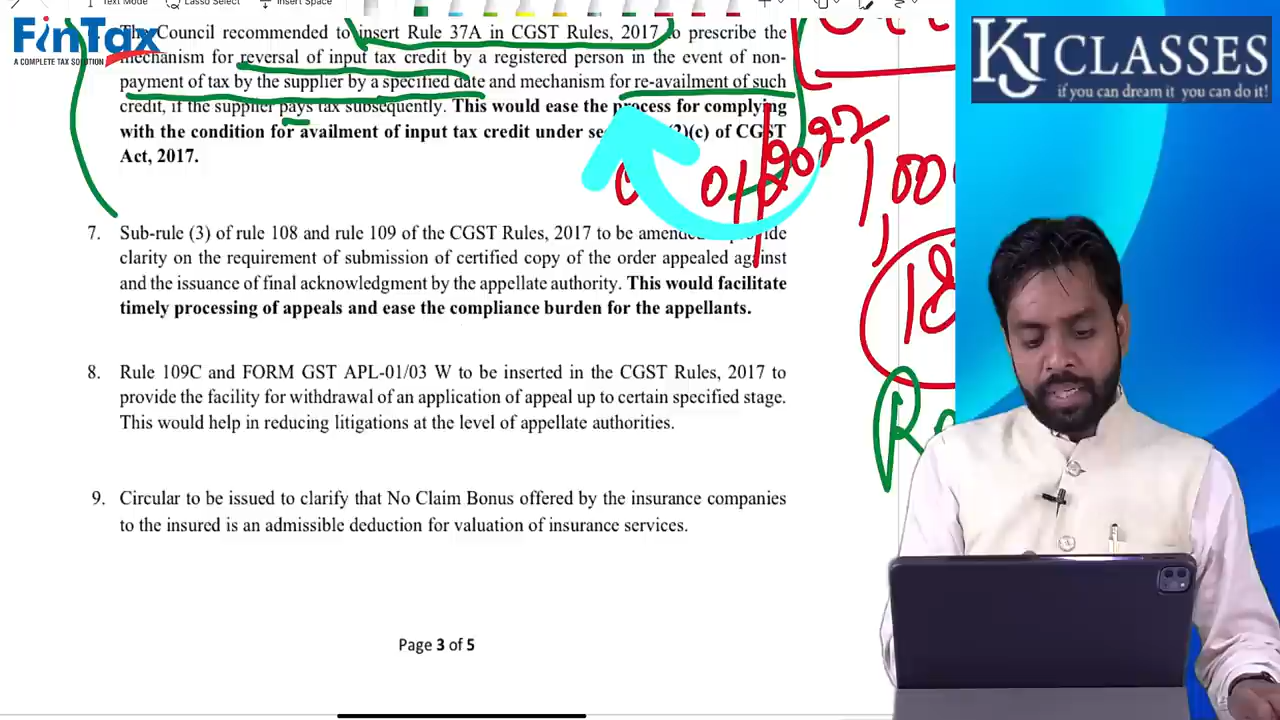 Text Mode
Lasso Select
Insert Space
FinTax
A COMPLETE TAX SOLUTION
The Council recommended to insert Rule 37A in CGST Rules, 2017 to prescribe the
mechanism for reversal of input tax credit by a registered person in the event of non-
payment of tax by the supplier by a specified date and mechanism for re-availment of such
credit, if the supplier pays tax subsequently. This would ease the process for complying
with the condition for availment of input tax credit under (2)(c) of CGST
Act, 2017.
7. Sub-rule (3) of rule 108 and rule 109 of the CGST Rules, 2017 to be
clarity on the requirement of submission of certified copy of the order appealed against
and the issuance of final acknowledgment by the appellate authority. This would facilitate
timely processing of appeals and ease the compliance burden for the appellants.
8. Rule 109C and FORM GST APL-01/03 W to be inserted in the CGST Rules, 2017 to
provide the facility for withdrawal of an application of appeal up to certain specified stage.
This would help in reducing litigations at the level of appellate authorities.
9. Circular to be issued to clarify that No Claim Bonus offered by the insurance companies
to the insured is an admissible deduction for valuation of insurance services.
Page 3 of 5
KJ CLASSES
if you can dream it you can do it!